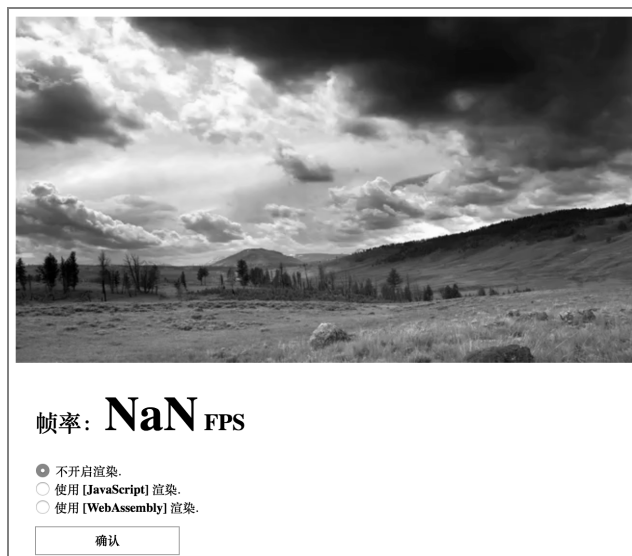 帧率：NaN FPS
不开启渲染.
使用 [JavaScript] 渲染.
使用 [WebAssembly] 渲染.
确认